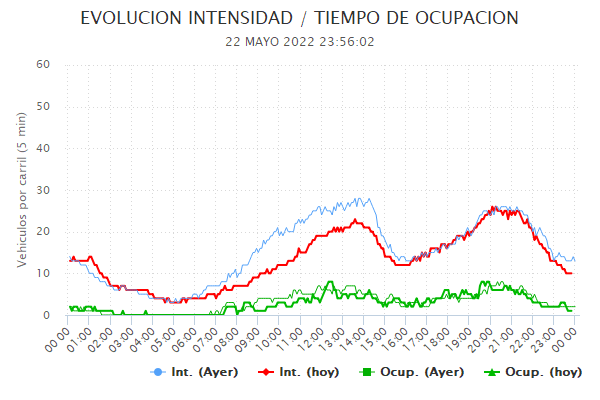 EVOLUCION INTENSIDAD / TIEMPO DE OCUPACION
22 MAYO 2022 23:56:02
Vehiculos por carril (5 min)
60
50
40
30
20
10
0
00:00 01:00 02:00 03:00 04:00 05:00 06:00 07:00 08:00 09:00 10:00 11:00 12:00 13:00 14:00 15:00 16:00 17:00 18:00 19:00 20:00 21:00 22:00 23:00 00:00
Int. (Ayer) Int. (hoy) Ocup. (Ayer) Ocup. (hoy)